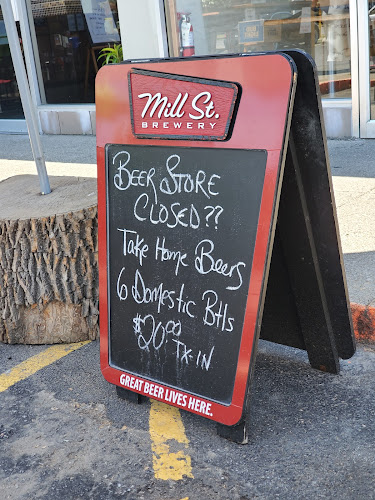 Mill St.
BREWERY
BEER STORE
CLOSED??
Take Home Beers
6 Domestic Btls
$20.00 TX-IN
GREAT BEER LIVES HERE.